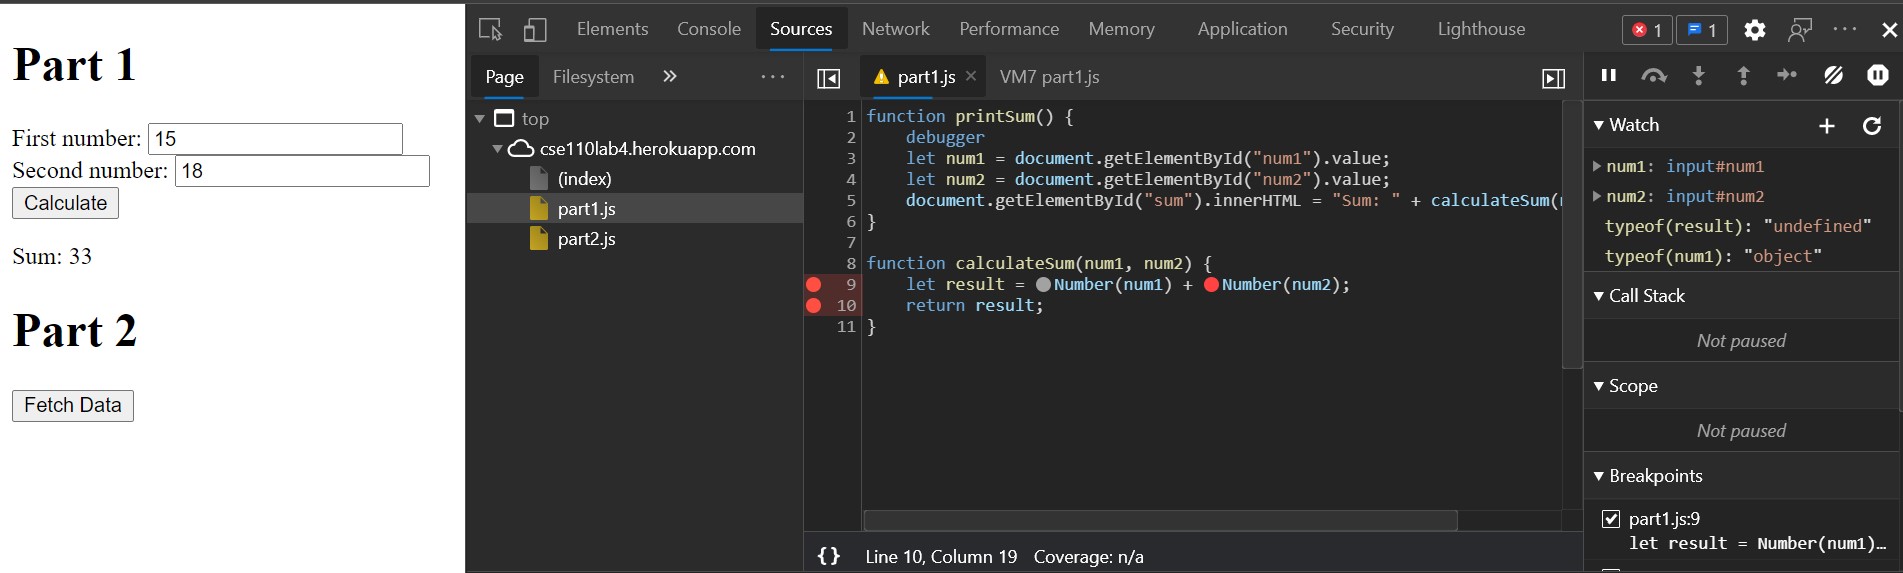 Part 1
First number: 15
Second number: 18
Calculate
Sum: 33
Part 2
Fetch Data
Elements Console Sources Network Performance Memory Application Security Lighthouse 1 1
Page Filesystem » ···
part1.js × VM7 part1.js
top
cse110lab4.herokuapp.com
(index)
part1.js
part2.js
1 function printSum() {
2     debugger
3     let num1 = document.getElementById("num1").value;
4     let num2 = document.getElementById("num2").value;
5     document.getElementById("sum").innerHTML = "Sum: " + calculateSum(
6 }
7
8 function calculateSum(num1, num2) {
9     let result = Number(num1) + Number(num2);
10     return result;
11 }
{} Line 10, Column 19 Coverage: n/a
Watch
num1: input#num1
num2: input#num2
typeof(result): "undefined"
typeof(num1): "object"
Call Stack
Not paused
Scope
Not paused
Breakpoints
part1.js:9
let result = Number(num1)…